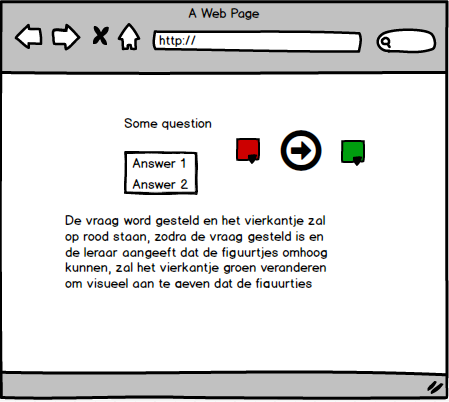 A Web Page
http://
Some question
Answer 1
Answer 2
De vraag word gesteld en het vierkantje zal
op rood staan, zodra de vraag gesteld is en
de leraar aangeeft dat de figuurtjes omhoog
kunnen, zal het vierkantje groen veranderen
om visueel aan te geven dat de figuurtjes